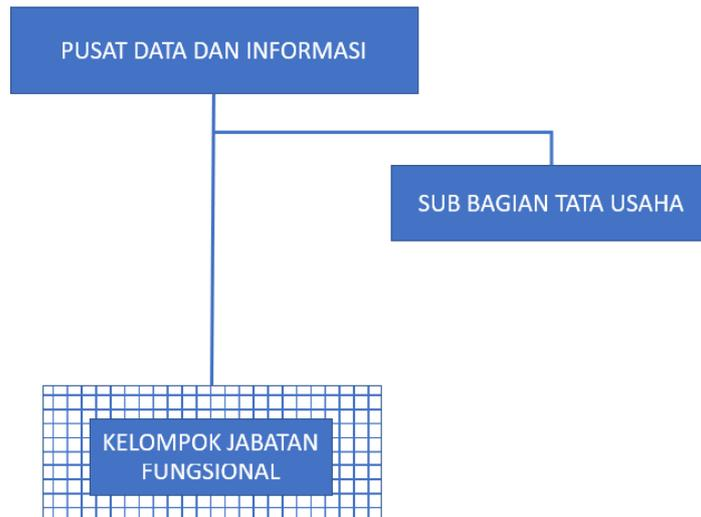 PUSAT DATA DAN INFORMASI
SUB BAGIAN TATA USAHA
KELOMPOK JABATAN
FUNGSIONAL